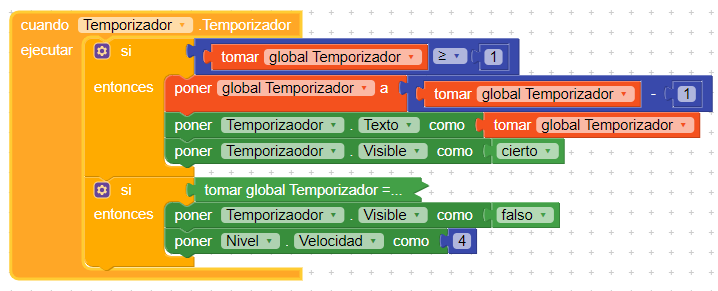 cuando Temporizador .Temporizador
ejecutar si tomar global Temporizador ≥ 1
entonces poner global Temporizador a tomar global Temporizador - 1
poner Temporizaodor . Texto como tomar global Temporizador
poner Temporizaodor . Visible como cierto
si tomar global Temporizador =...
entonces poner Temporizaodor . Visible como falso
poner Nivel . Velocidad como 4